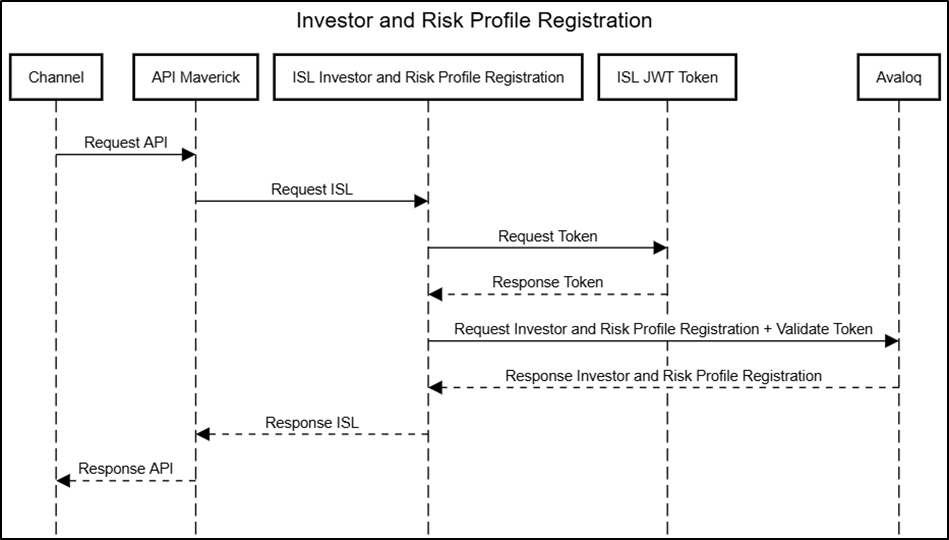 Investor and Risk Profile Registration
Channel
API Maverick
ISL Investor and Risk Profile Registration
ISL JWT Token
Avaloq
Request API
Request ISL
Request Token
Response Token
Request Investor and Risk Profile Registration + Validate Token
Response Investor and Risk Profile Registration
Response ISL
Response API